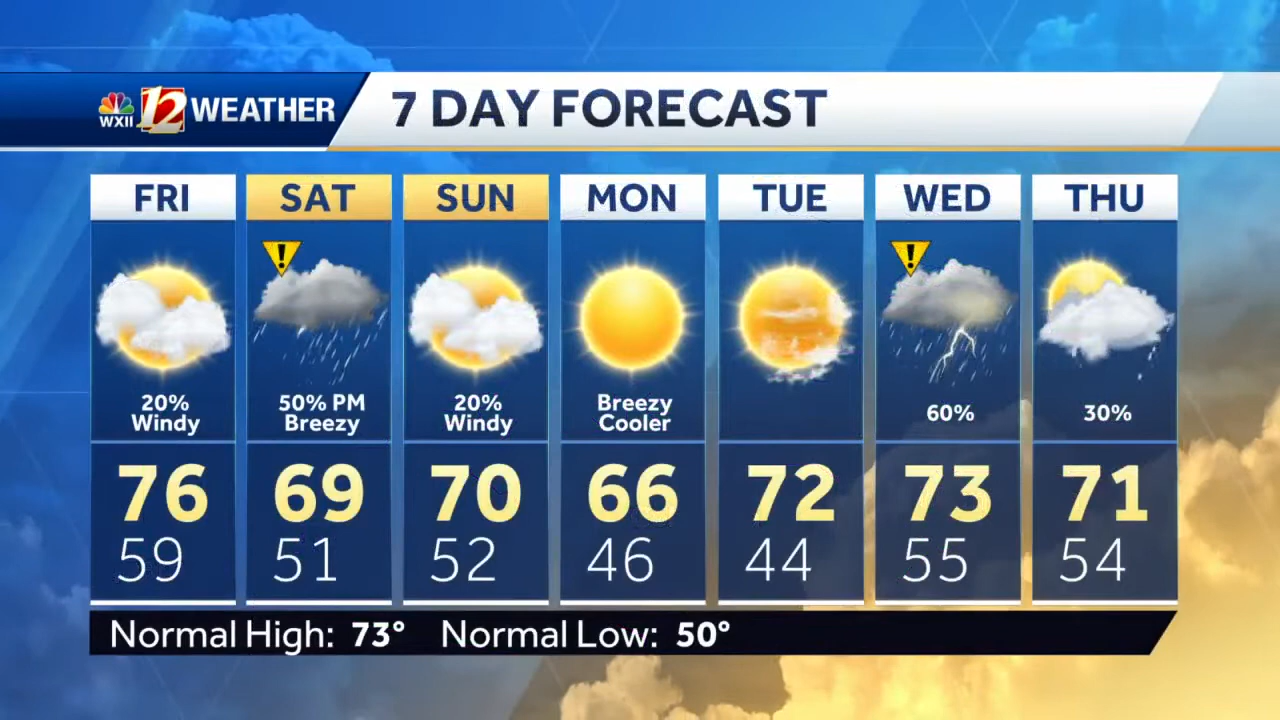 WXII 12 WEATHER
7 DAY FORECAST
FRI SAT SUN MON TUE WED THU
! !
20% 50% PM 20% Breezy 60% 30%
Windy Breezy Windy Cooler
76 69 70 66 72 73 71
59 51 52 46 44 55 54
Normal High: 73° Normal Low: 50°